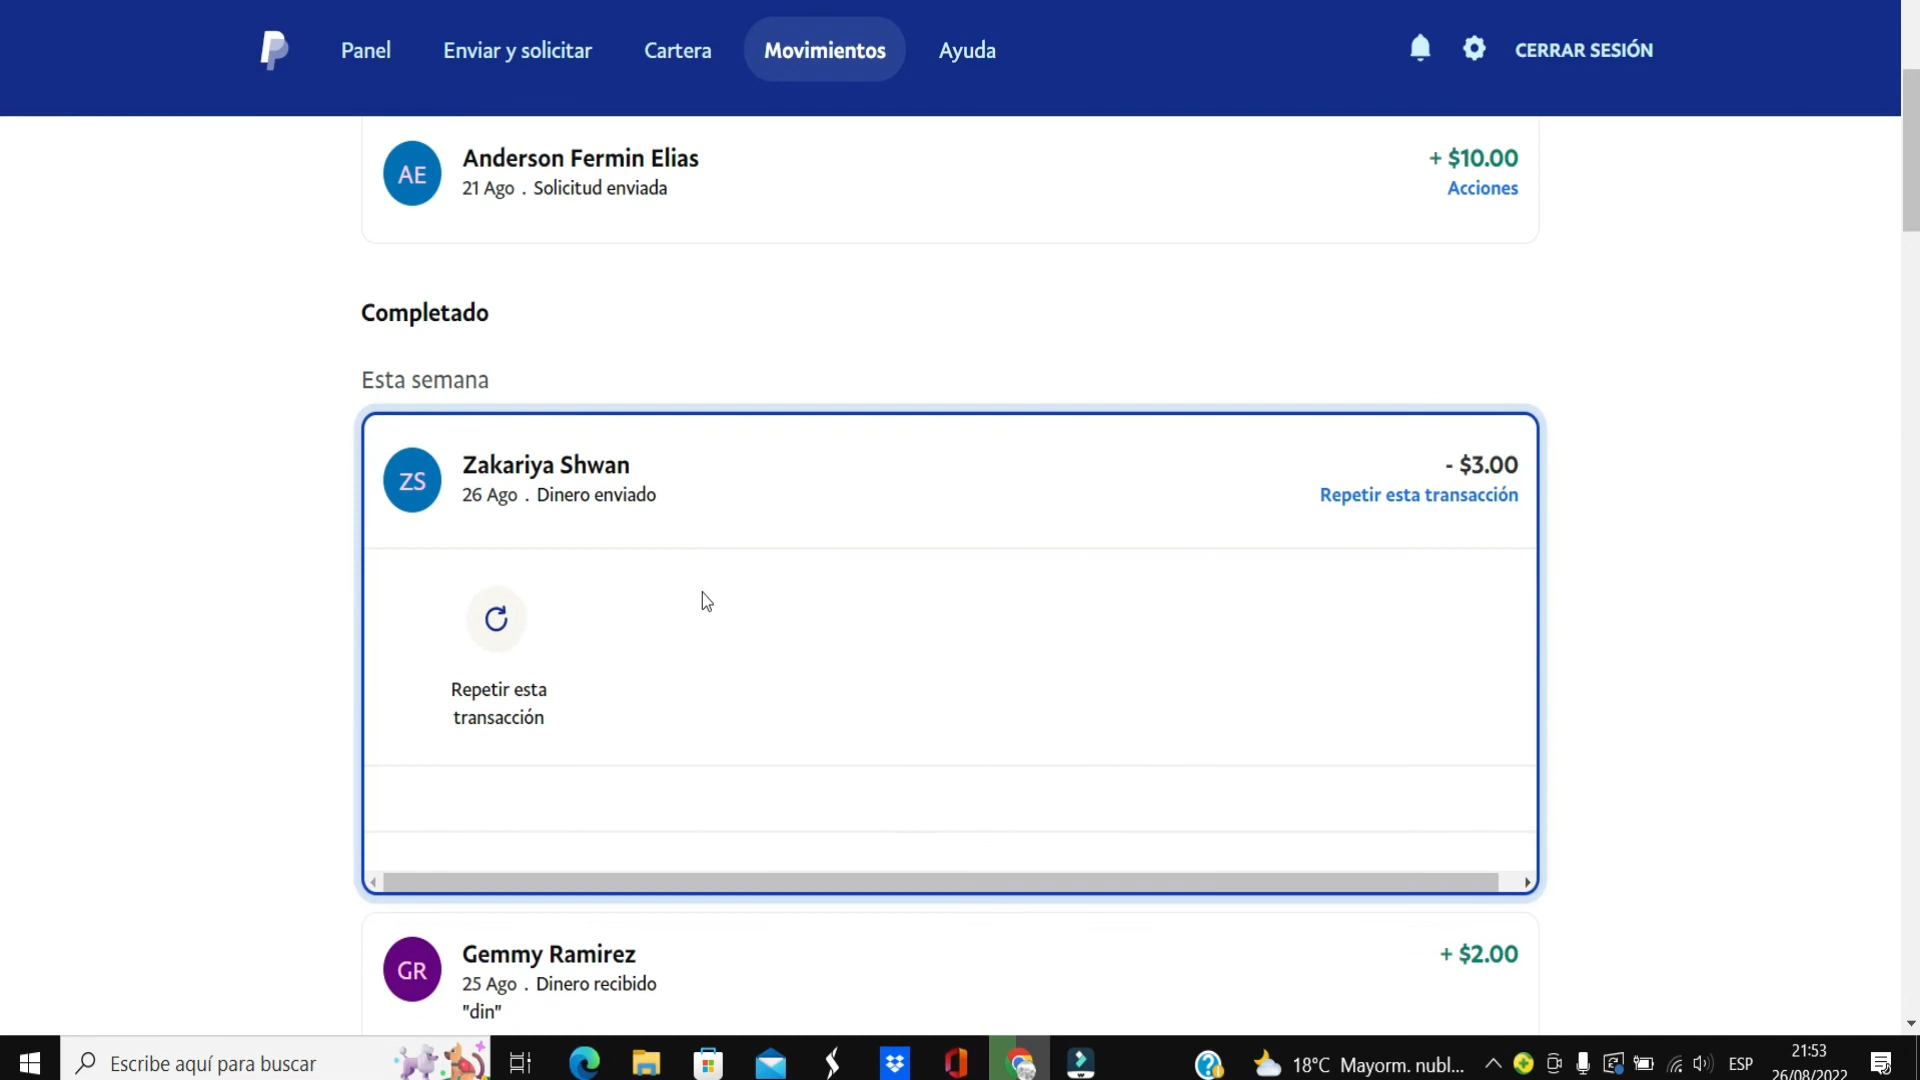 Panel
Enviar y solicitar
Cartera
Movimientos
Ayuda
CERRAR SESIÓN
AE
Anderson Fermin Elias
+ $10.00
21 Ago . Solicitud enviada
Acciones
Completado
Esta semana
ZS
Zakariya Shwan
- $3.00
26 Ago . Dinero enviado
Repetir esta transacción
Repetir esta
transacción
GR
Gemmy Ramirez
+ $2.00
25 Ago . Dinero recibido
"din"
Escribe aquí para buscar
18°C Mayorm. nubl...
ESP
21:53
26/08/2022